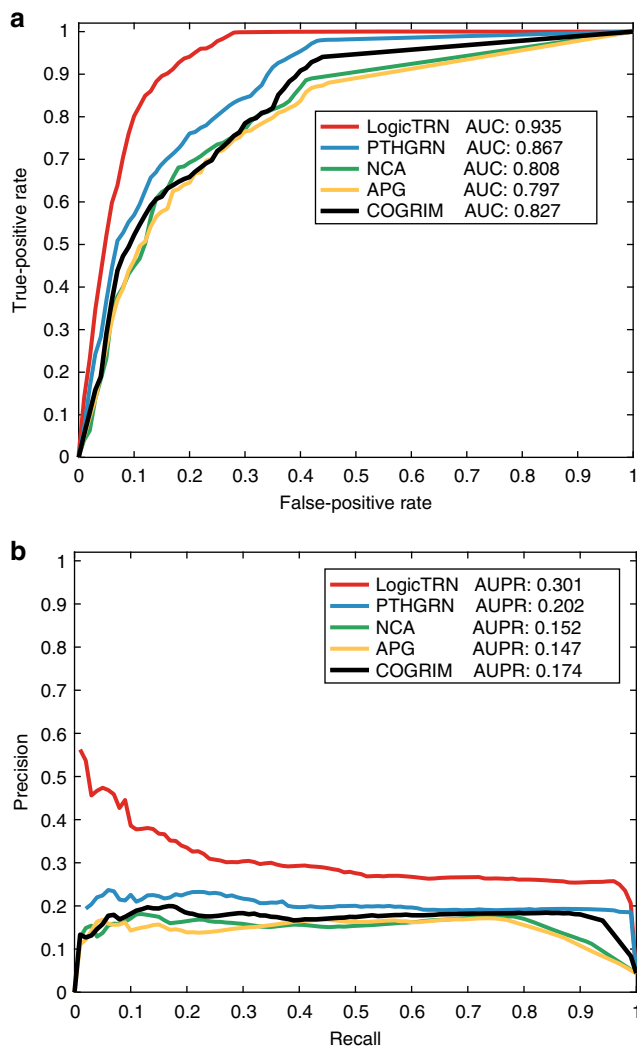 a
1
0.9
0.8
0.7
0.6
0.5
0.4
0.3
0.2
0.1
0
True-positive rate
LogicTRN AUC: 0.935
PTHGRN AUC: 0.867
NCA AUC: 0.808
APG AUC: 0.797
COGRIM AUC: 0.827
0 0.1 0.2 0.3 0.4 0.5 0.6 0.7 0.8 0.9 1
False-positive rate
b
1
0.9
0.8
0.7
0.6
0.5
0.4
0.3
0.2
0.1
0
Precision
LogicTRN AUPR: 0.301
PTHGRN AUPR: 0.202
NCA AUPR: 0.152
APG AUPR: 0.147
COGRIM AUPR: 0.174
0 0.1 0.2 0.3 0.4 0.5 0.6 0.7 0.8 0.9 1
Recall